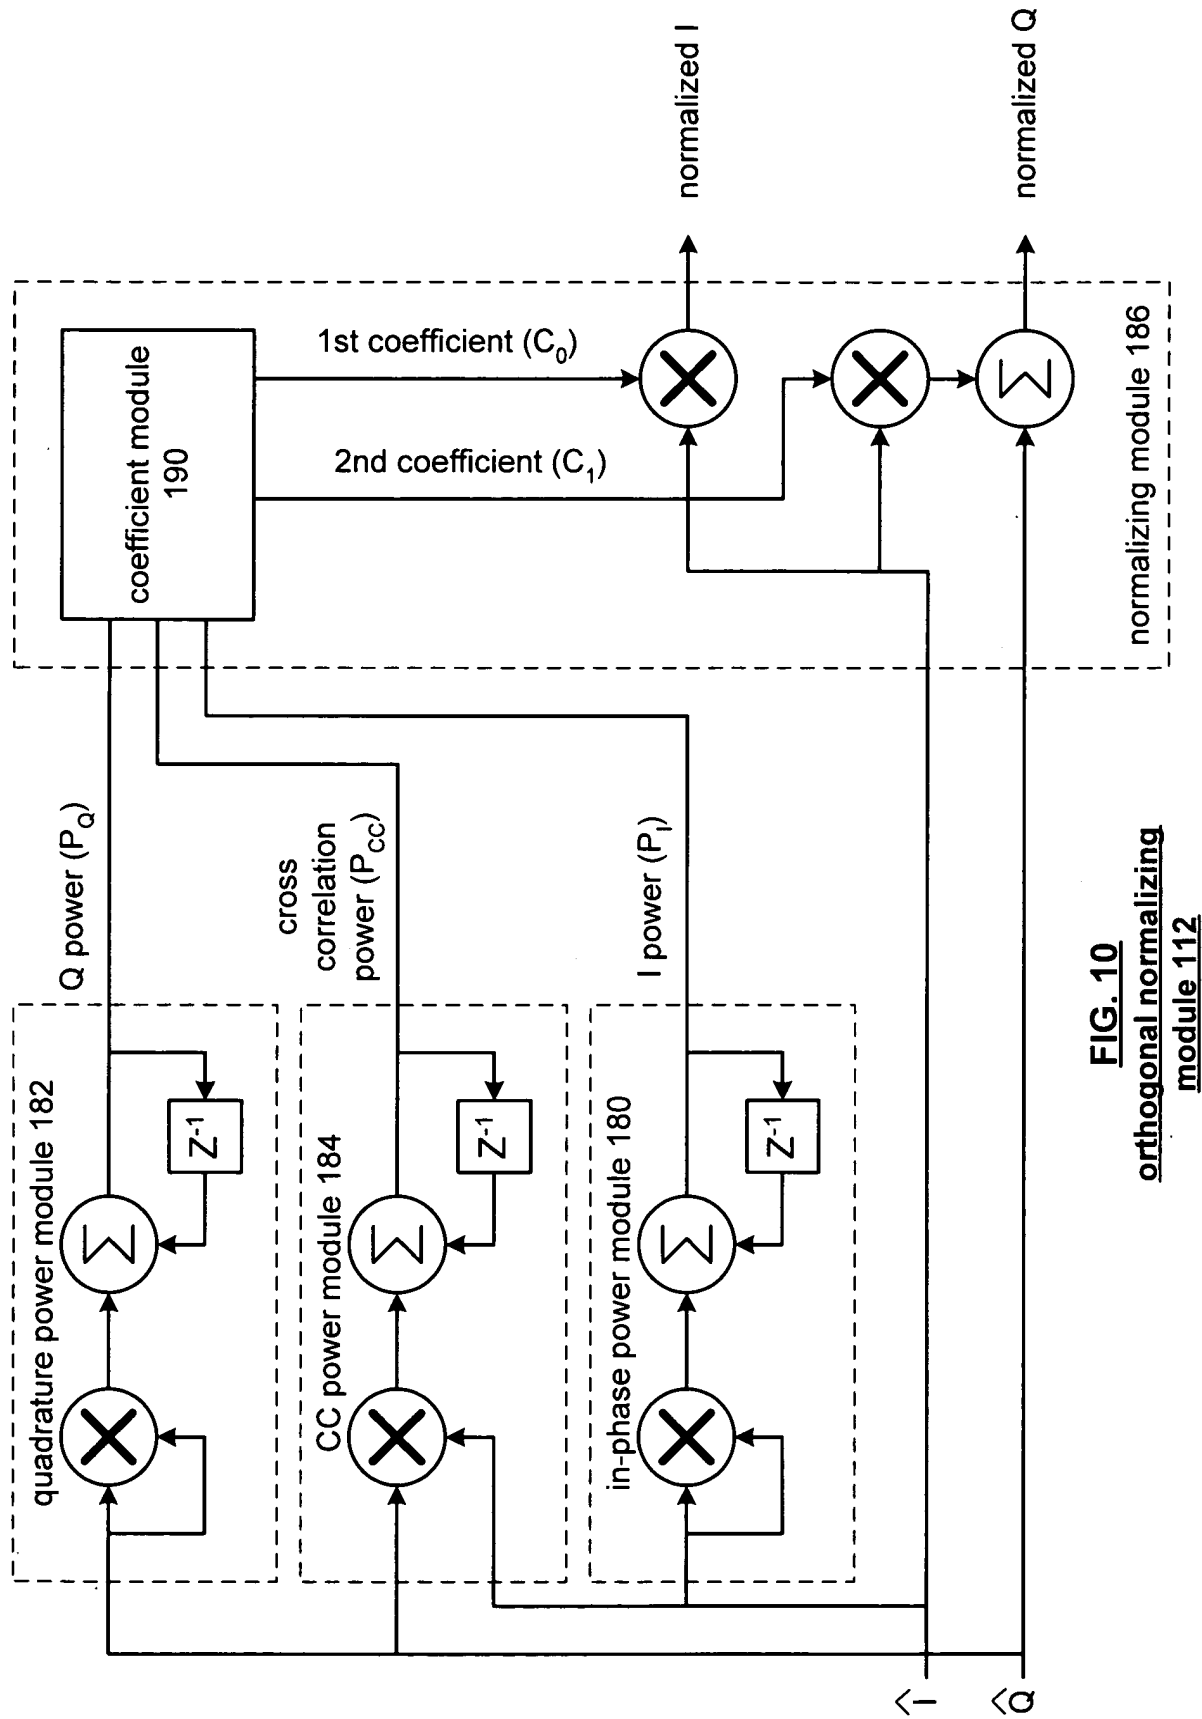 quadrature power module 182
Z-1
Q power (PQ)
CC power module 184
Z-1
cross
correlation
power (PCC)
in-phase power module 180
Z-1
I power (PI)
coefficient module
190
1st coefficient (C0)
2nd coefficient (C1)
normalizing module 186
normalized I
normalized Q
Σ
Σ
Σ
Σ
Î
Q̂
FIG. 10
orthogonal normalizing
module 112